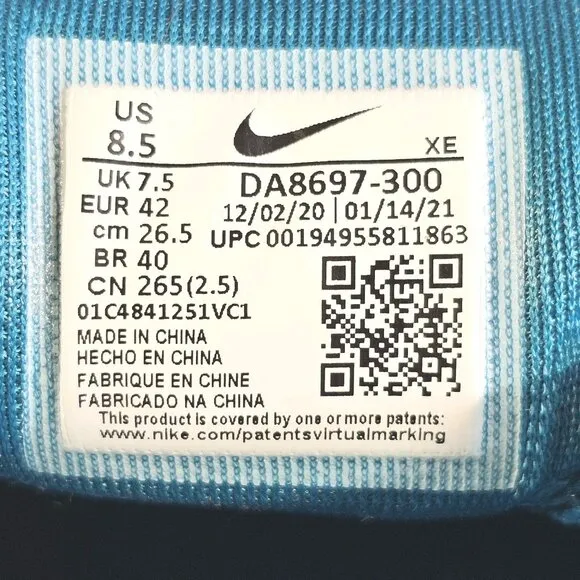 US
8.5
XE
UK 7.5
DA8697-300
EUR 42
12/02/20 | 01/14/21
cm 26.5
UPC 00194955811863
BR 40
CN 265(2.5)
01C4841251VC1
MADE IN CHINA
HECHO EN CHINA
FABRIQUE EN CHINE
FABRICADO NA CHINA
This product is covered by one or more patents:
www.nike.com/patentsvirtualmarking